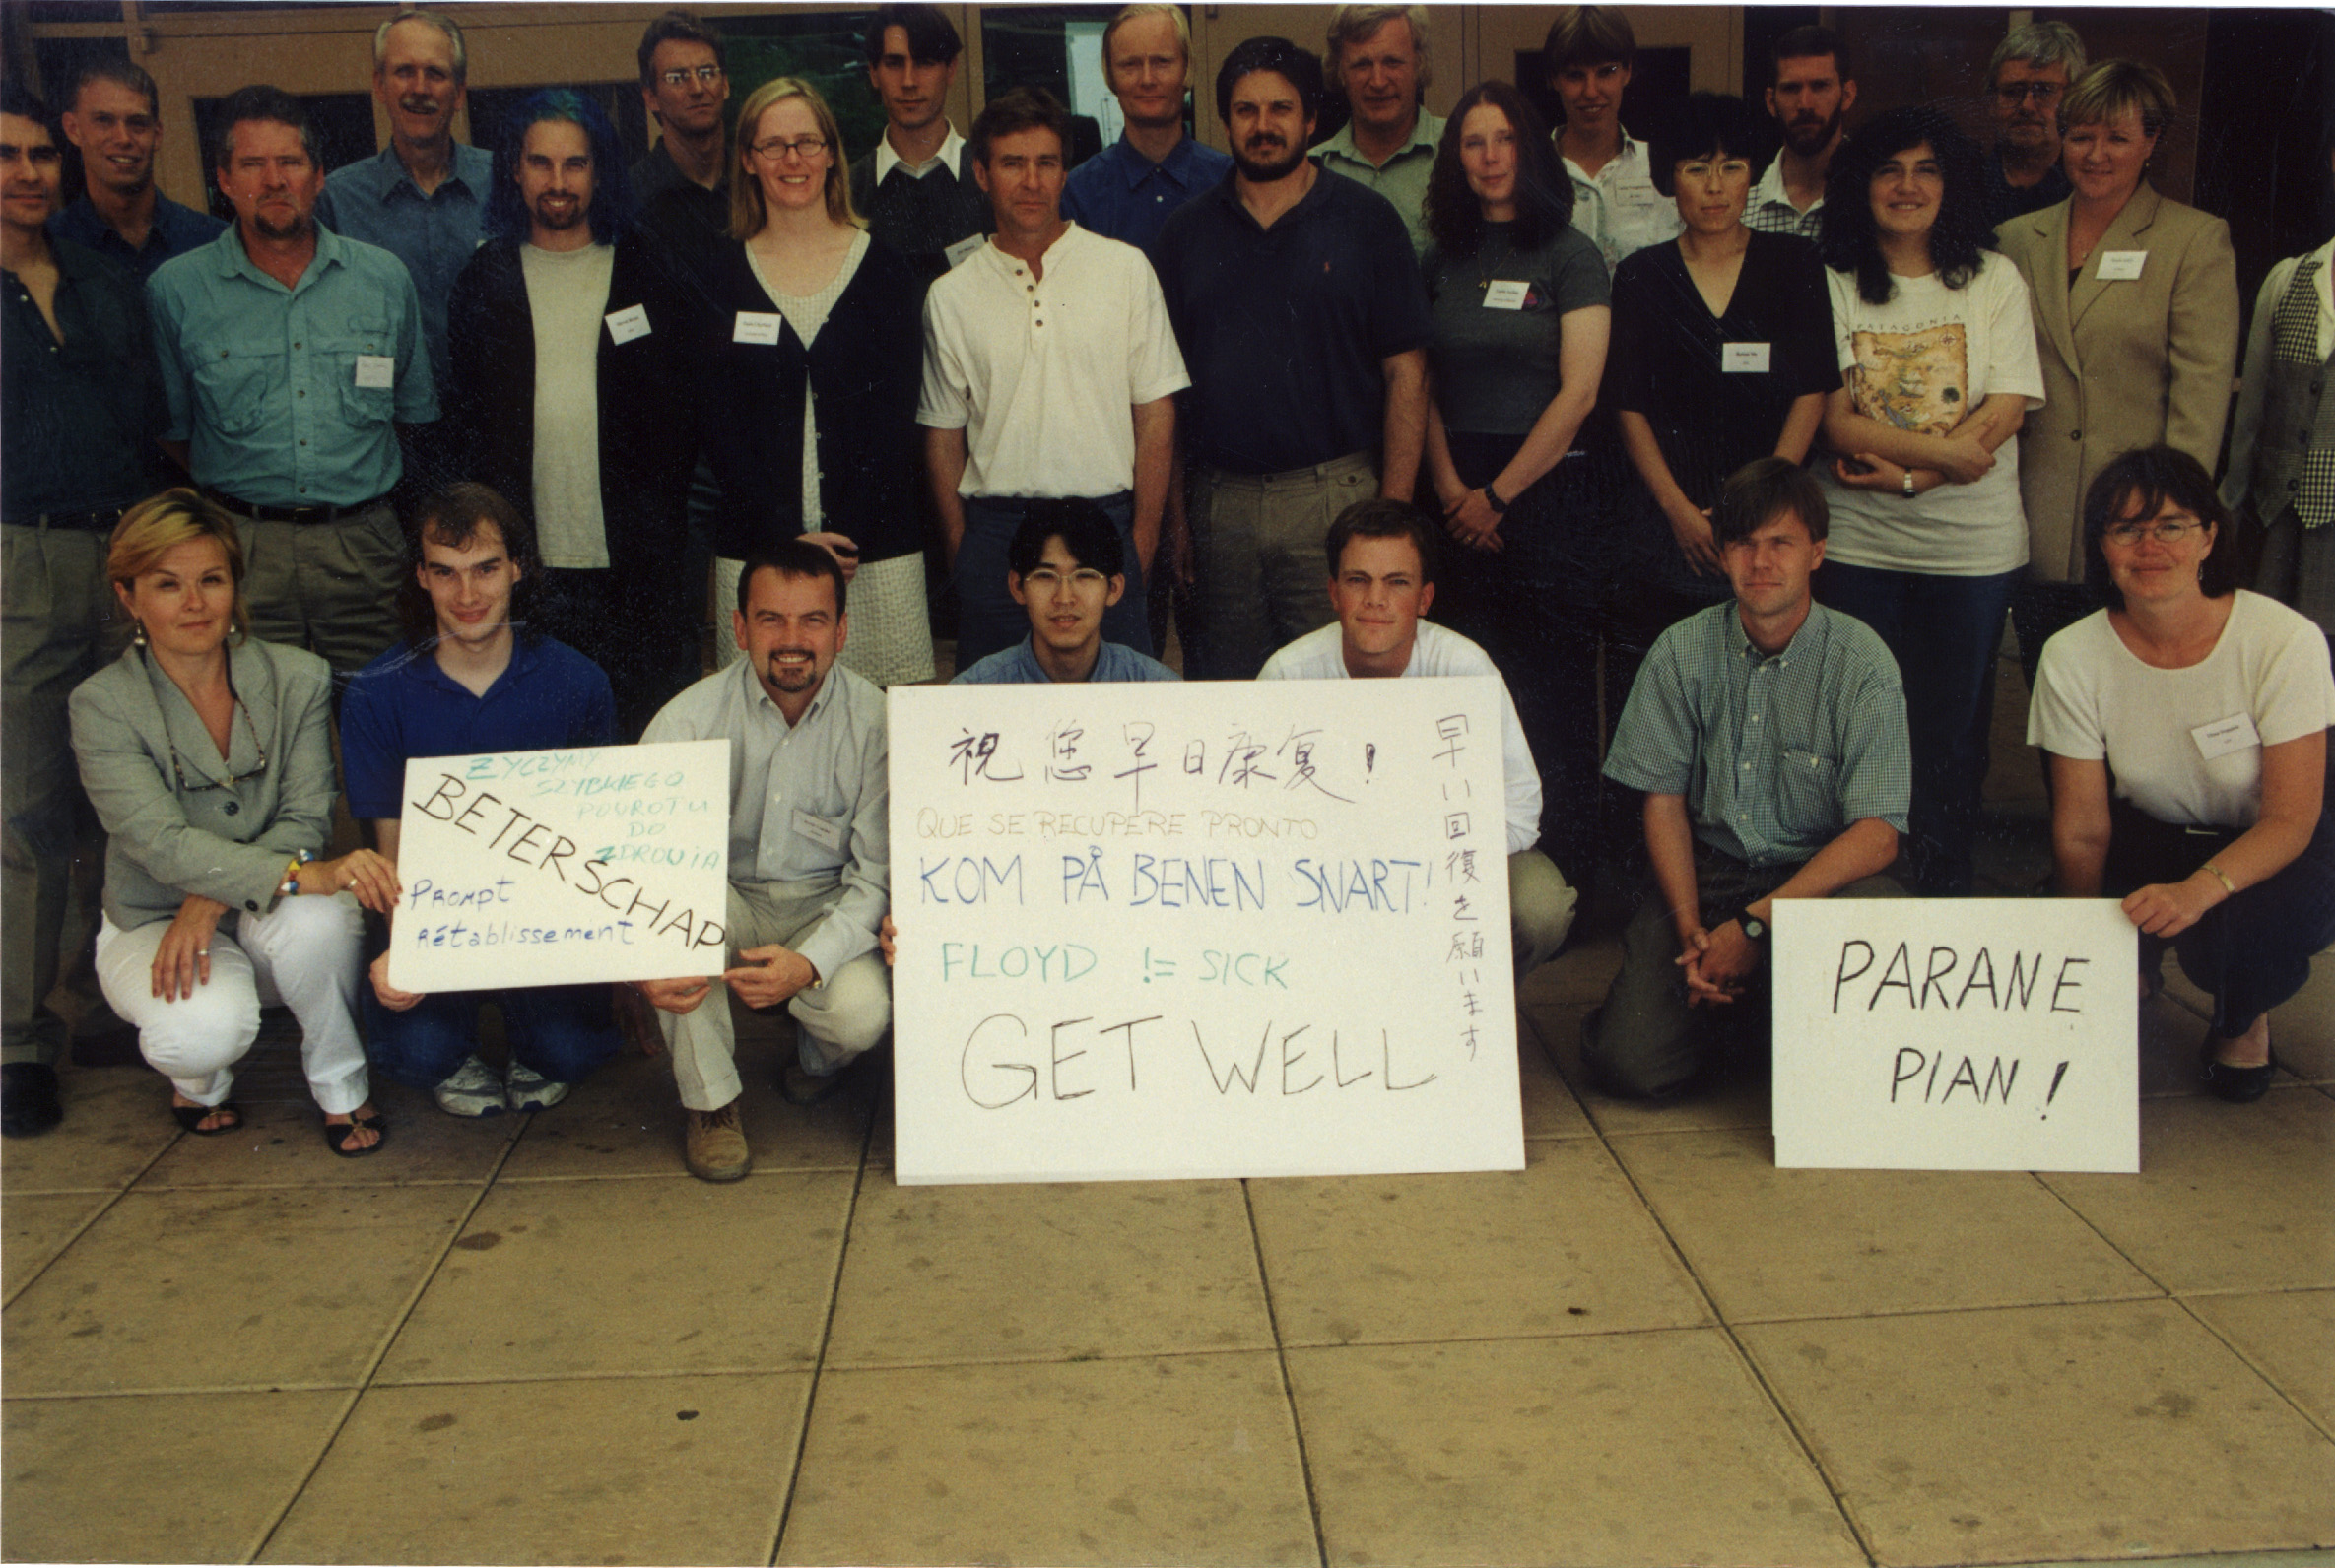 ZYCZYMY
SZYBKIEGO
POWROTU
DO
ZDROWIA
BETERSCHAP
PROMPT
Rétablissement
祝您早日康复!
QUE SE RECUPERE PRONTO
KOM PÅ BENEN SNART!
FLOYD != SICK
GET WELL
早い回復を願います
PARANE
PIAN!
PATAGONIA